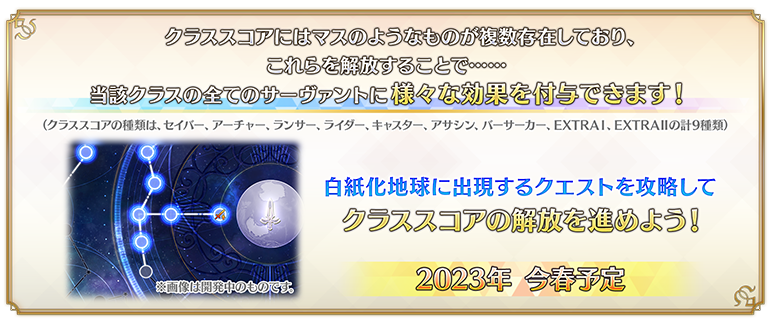 クラススコアにはマスのようなものが複数存在しており、
これらを解放することで……
当該クラスの全てのサーヴァントに様々な効果を付与できます!
(クラススコアの種類は、セイバー、アーチャー、ランサー、ライダー、キャスター、アサシン、バーサーカー、EXTRAⅠ、EXTRAⅡの計9種類)
白紙化地球に出現するクエストを攻略して
クラススコアの解放を進めよう!
※画像は開発中のものです。
2023年 今春予定